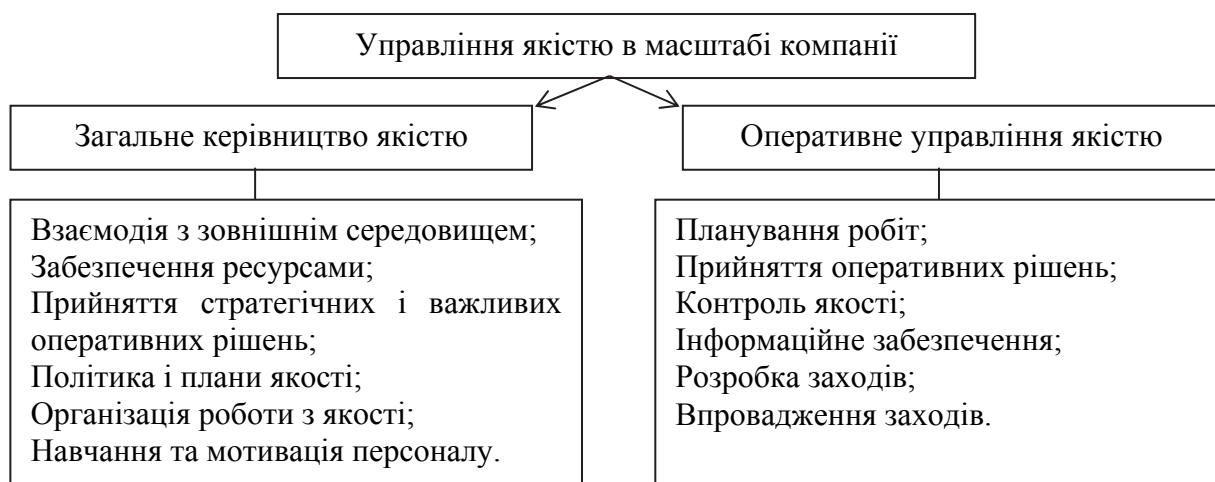 Управління якістю в масштабі компанії
Загальне керівництво якістю
Оперативне управління якістю
Взаємодія з зовнішнім середовищем;
Забезпечення ресурсами;
Прийняття стратегічних і важливих
оперативних рішень;
Політика і плани якості;
Організація роботи з якості;
Навчання та мотивація персоналу.
Планування робіт;
Прийняття оперативних рішень;
Контроль якості;
Інформаційне забезпечення;
Розробка заходів;
Впровадження заходів.